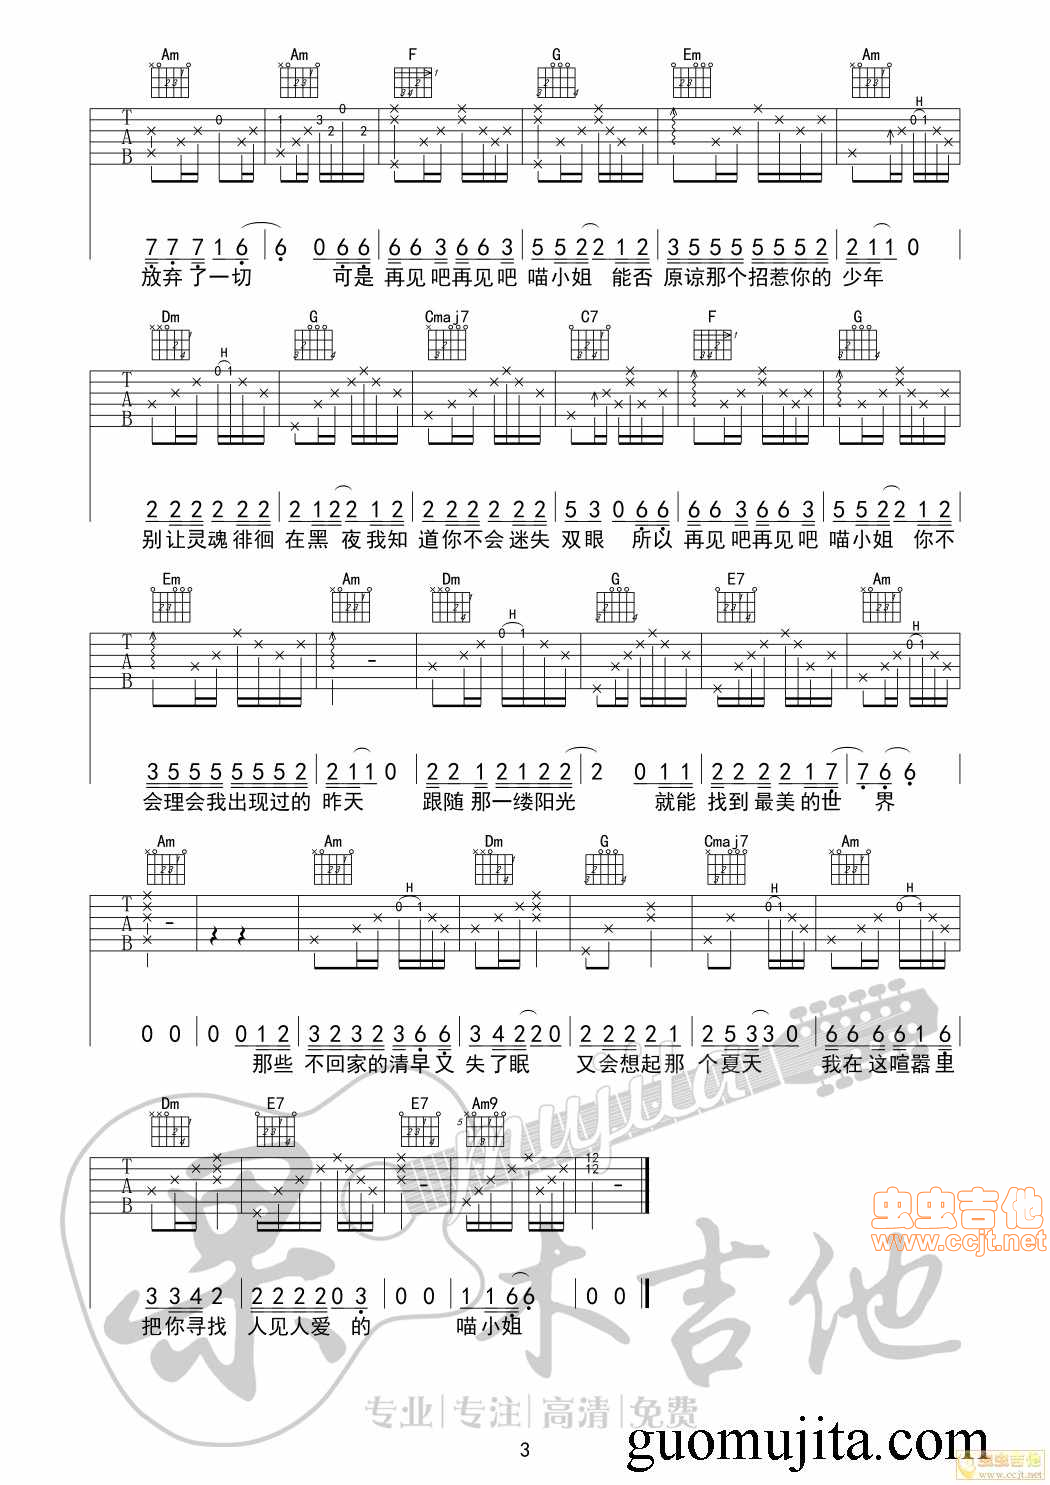 Am Am F G Em Am
7 7 7 1 6 6 0 6 6 6 6 3 6 6 3 5 5 2 2 1 2 3 5 5 5 5 5 5 2 2 1 1 0
放弃了一切 可是 再见吧再见吧 喵小姐 能否 原谅那个招惹你的 少年
Dm G Cmaj7 C7 F G
2 2 2 2 2 2 2 2 1 2 2 1 2 2 2 2 2 2 2 5 3 0 6 6 6 6 3 6 6 3 5 5 2 2 1 2
别让灵魂徘徊 在黑 夜我知 道你不会迷失 双眼 所以 再见吧再见吧 喵小姐 你不
Em Am Dm G E7 Am
3 5 5 5 5 5 5 2 2 1 1 0 2 2 1 2 1 2 2 2 0 1 1 2 2 2 2 1 7 7 6 6
会理会我出现过的 昨天 跟随那一缕阳光 就能 找到最美的世 界
Am Am Dm G Cmaj7 Am
0 0 0 0 1 2 3 2 3 2 3 6 6 3 4 2 2 0 2 2 2 2 1 2 5 3 3 0 6 6 6 6 1 6
那些 不回家的清早又 失了眠 又会想起那 个夏天 我在这喧嚣里
Dm E7 E7 Am9
3 3 4 2 2 2 2 2 0 3 0 0 1 1 6 6 0 0
把你寻找 人见人爱的 喵小姐
果木吉他
mujita
专业|专注|高清|免费
虫虫吉他
www.ccjt.net
3
guomujita.com
虫虫吉他
www.ccjt.net